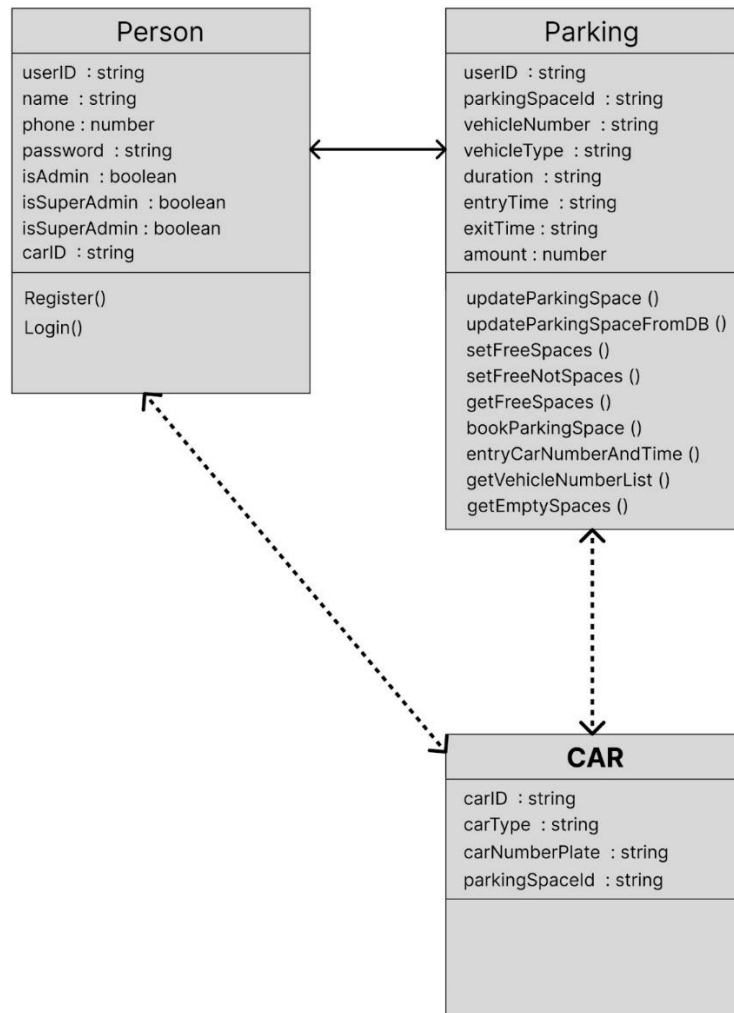 Person
userID : string
name : string
phone : number
password : string
isAdmin : boolean
isSuperAdmin : boolean
isSuperAdmin : boolean
carID : string
Register()
Login()
Parking
userID : string
parkingSpaceId : string
vehicleNumber : string
vehicleType : string
duration : string
entryTime : string
exitTime : string
amount : number
updateParkingSpace ()
updateParkingSpaceFromDB ()
setFreeSpaces ()
setFreeNotSpaces ()
getFreeSpaces ()
bookParkingSpace ()
entryCarNumberAndTime ()
getVehicleNumberList ()
getEmptySpaces ()
CAR
carID : string
carType : string
carNumberPlate : string
parkingSpaceId : string